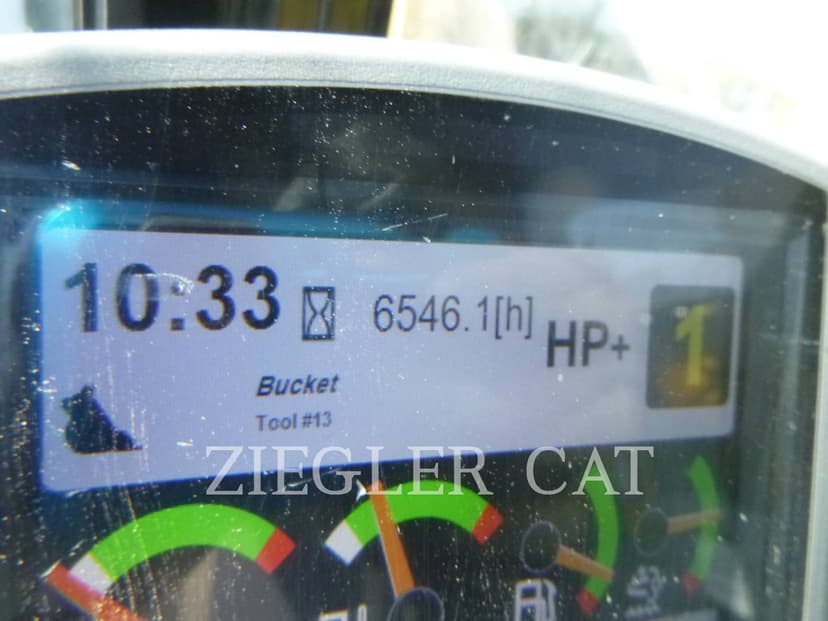 10:33 6546.1[h] HP+ 1
Bucket
Tool #13
ZIEGLER CAT